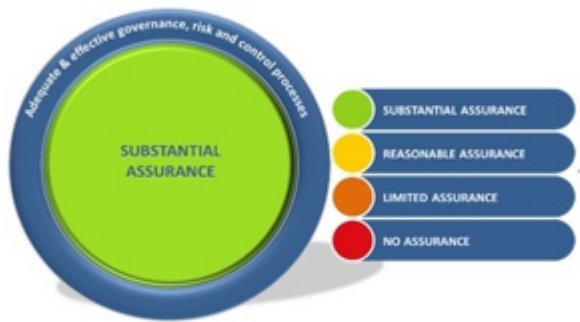 Adequate & effective governance, risk and control processes
SUBSTANTIAL
ASSURANCE
SUBSTANTIAL ASSURANCE
REASONABLE ASSURANCE
LIMITED ASSURANCE
NO ASSURANCE